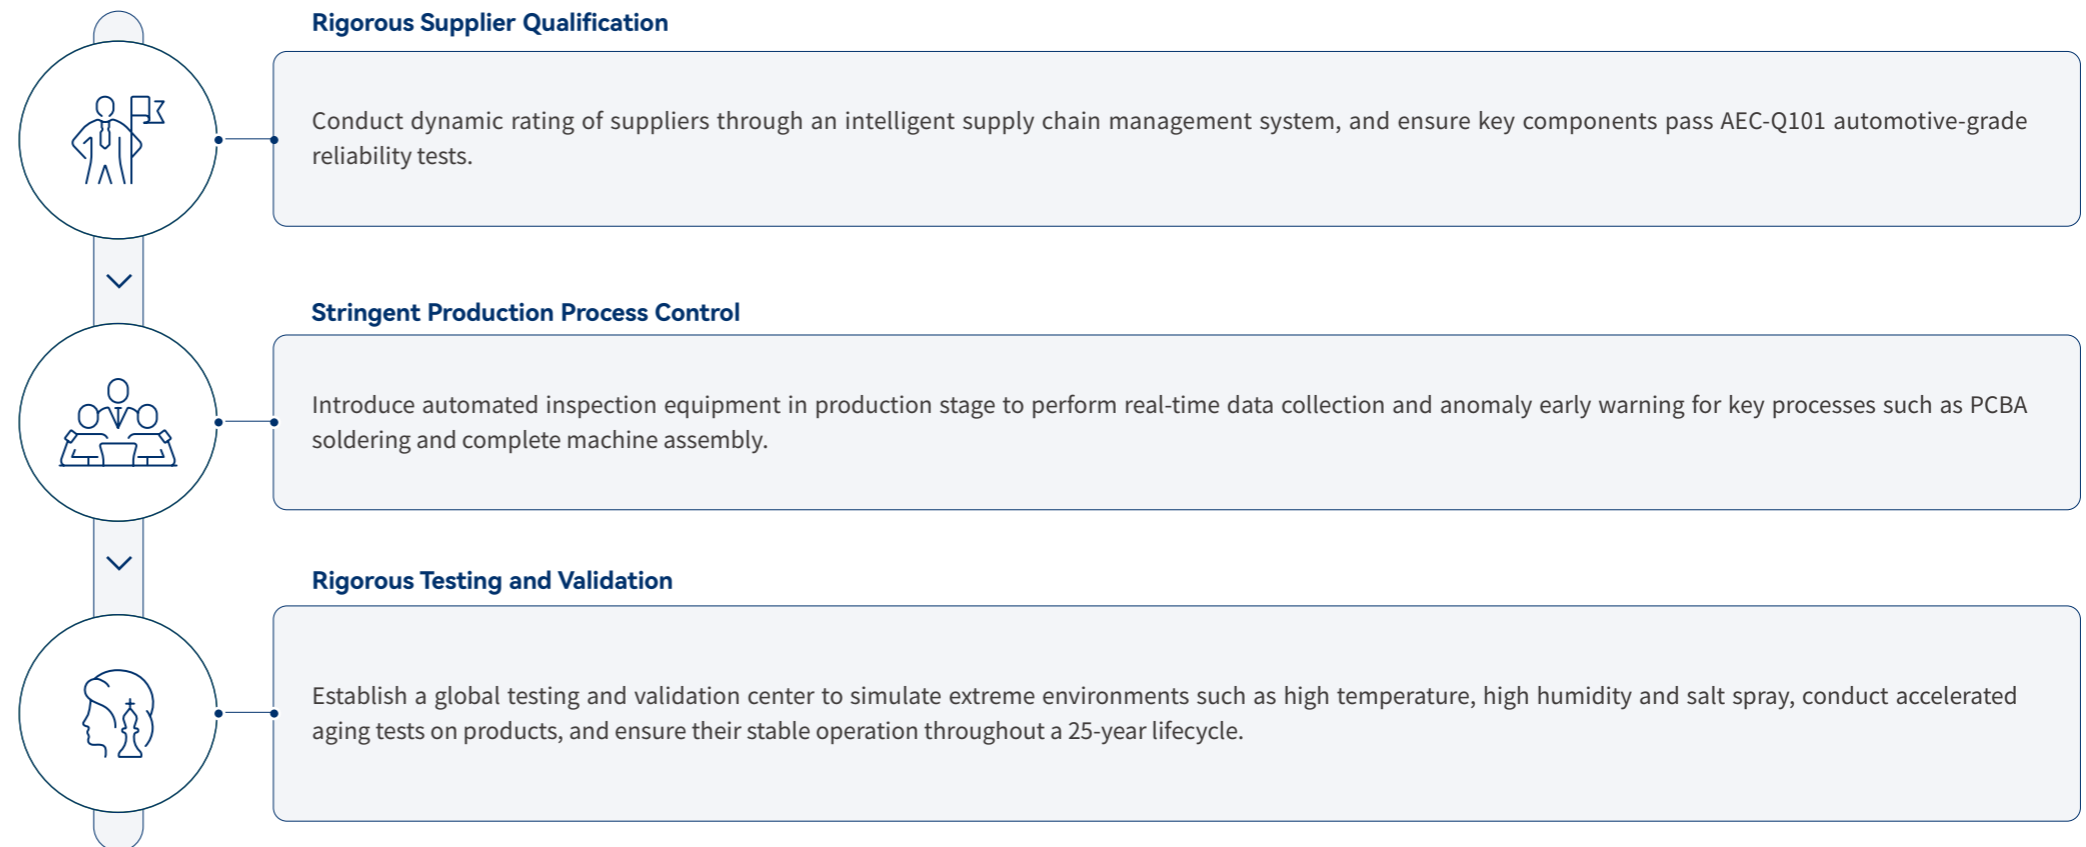 Rigorous Supplier Qualification
Conduct dynamic rating of suppliers through an intelligent supply chain management system, and ensure key components pass AEC-Q101 automotive-grade
reliability tests.
Stringent Production Process Control
Introduce automated inspection equipment in production stage to perform real-time data collection and anomaly early warning for key processes such as PCBA
soldering and complete machine assembly.
Rigorous Testing and Validation
Establish a global testing and validation center to simulate extreme environments such as high temperature, high humidity and salt spray, conduct accelerated
aging tests on products, and ensure their stable operation throughout a 25-year lifecycle.